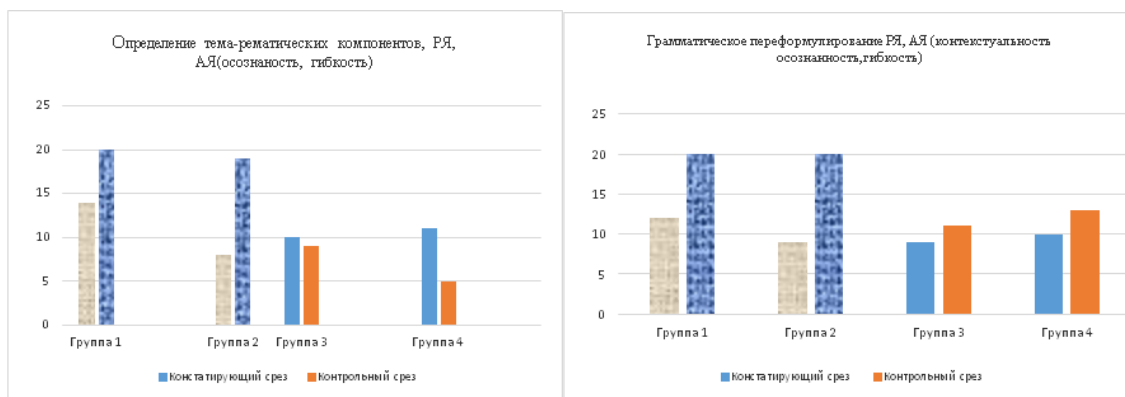 Определение тема-рематических компонентов, РЯ,
АЯ(осознаность, гибкость)
25
20
15
10
5
0
Группа 1
Группа 2
Группа 3
Группа 4
Констатирующий срез
Контрольный срез
Грамматическое переформулирование РЯ, АЯ (контекстуальность
осознанность,гибкость)
25
20
15
10
5
0
Группа 1
Группа 2
Группа 3
Группа 4
Констатирующий срез
Контрольный срез